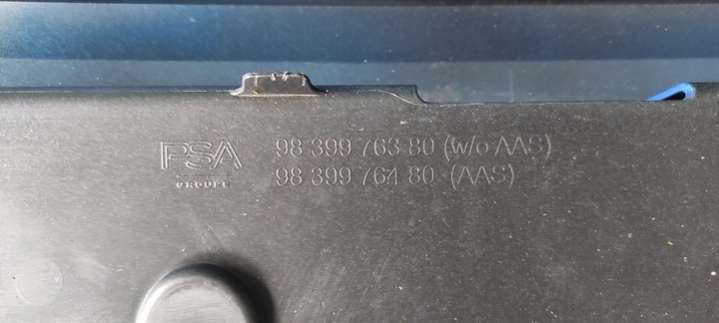 PSA
GROUPE
98 399 763 80 (w/o AAS)
98 399 764 80 (AAS)